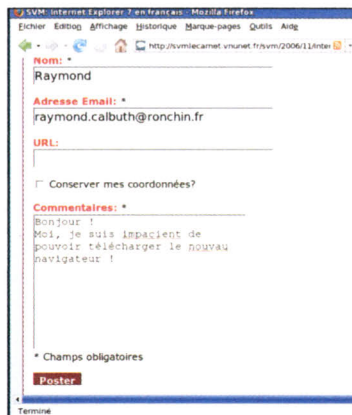 SVM: Internet Explorer 7 en français - Mozilla Firefox
Fichier Edition Affichage Historique Marque-pages Outils Aide
http://svmlecarnet.vnunet.fr/svm/2006/11/inter
Nom: *
Raymond
Adresse Email: *
raymond.calbuth@ronchin.fr
URL:
Conserver mes coordonnées?
Commentaires: *
Bonjour !
Moi, je suis impacient de
pouvoir télécharger le nouvau
navigateur !
* Champs obligatoires
Poster
Terminé